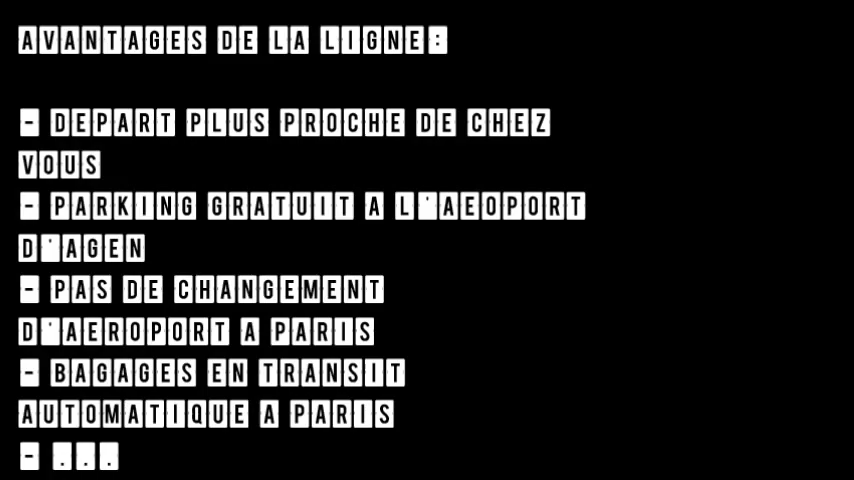 AVANTAGES DE LA LIGNE:
- DEPART PLUS PROCHE DE CHEZ
VOUS
- PARKING GRATUIT A L'AEOPORT
D'AGEN
- PAS DE CHANGEMENT
D'AEROPORT A PARIS
- BAGAGES EN TRANSIT
AUTOMATIQUE A PARIS
- ...